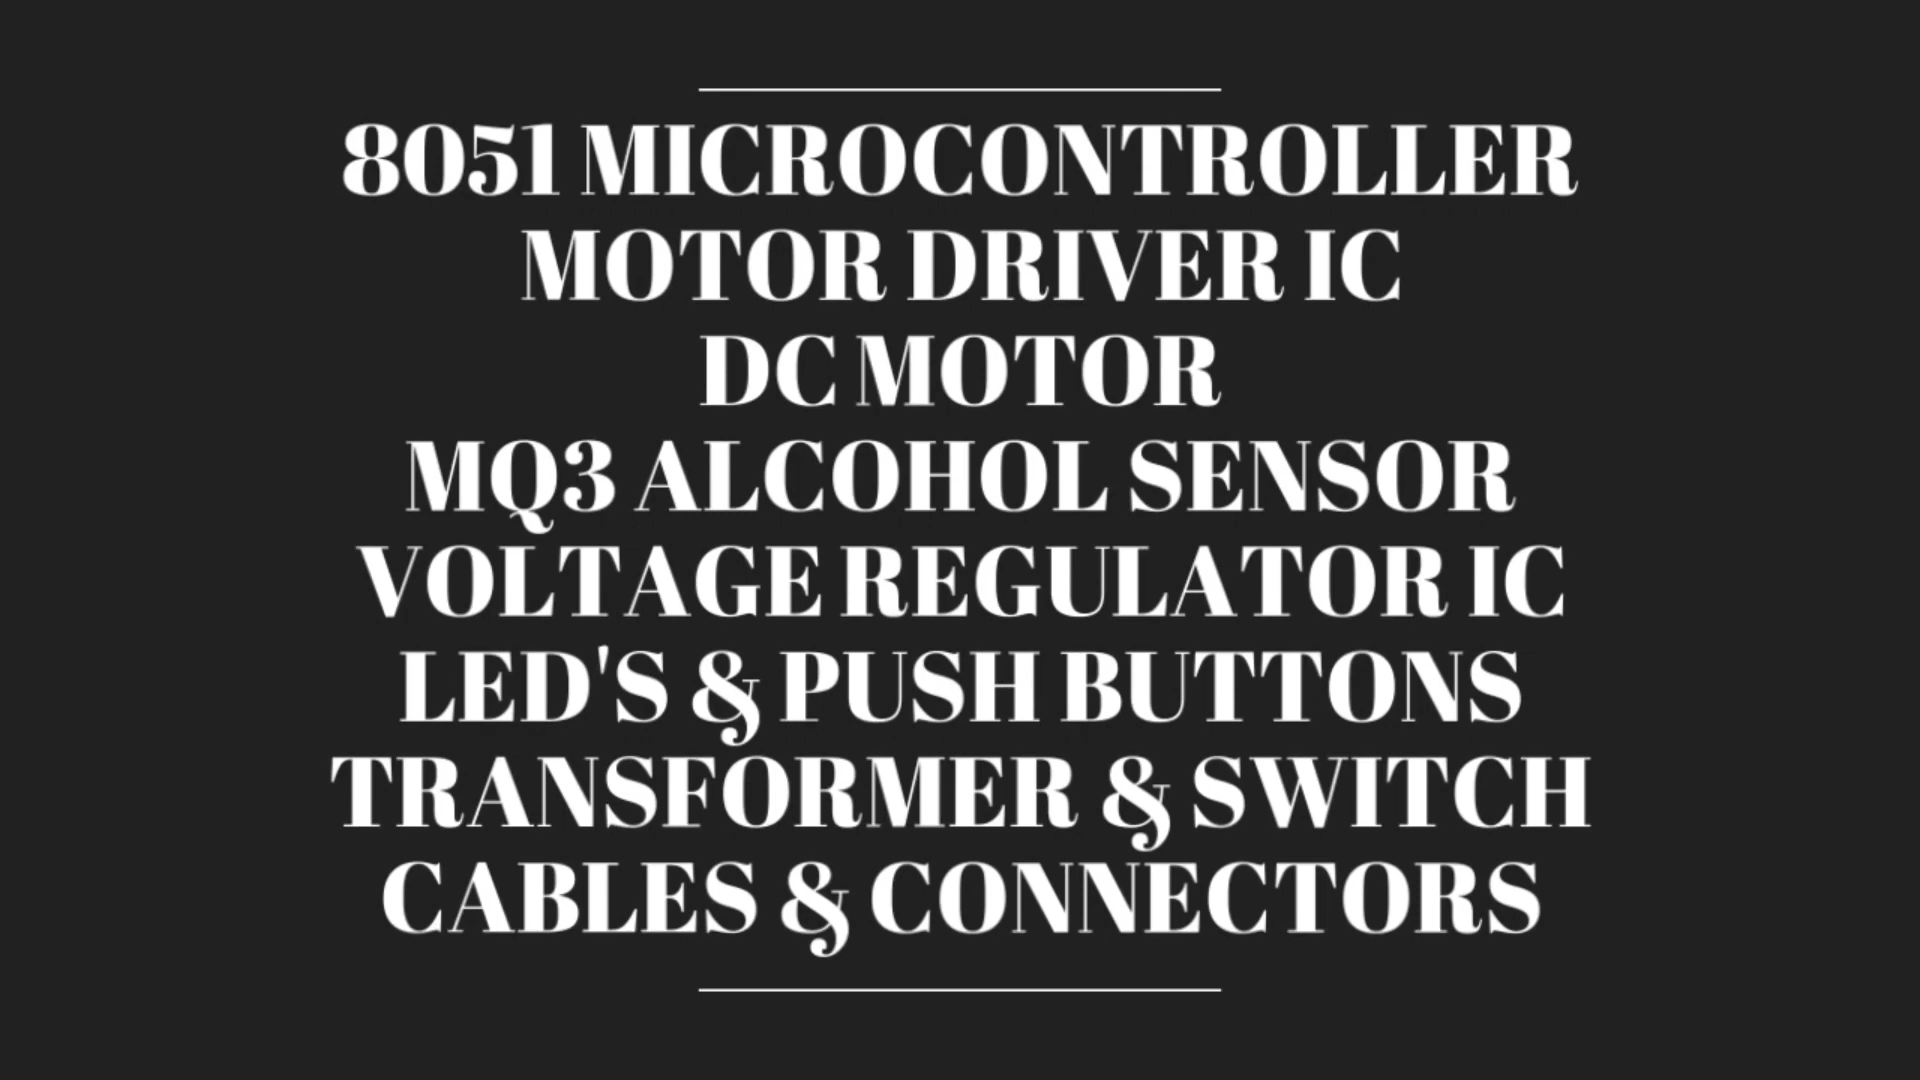 8051 MICROCONTROLLER
MOTOR DRIVER IC
DC MOTOR
MQ3 ALCOHOL SENSOR
VOLTAGE REGULATOR IC
LED'S & PUSH BUTTONS
TRANSFORMER & SWITCH
CABLES & CONNECTORS